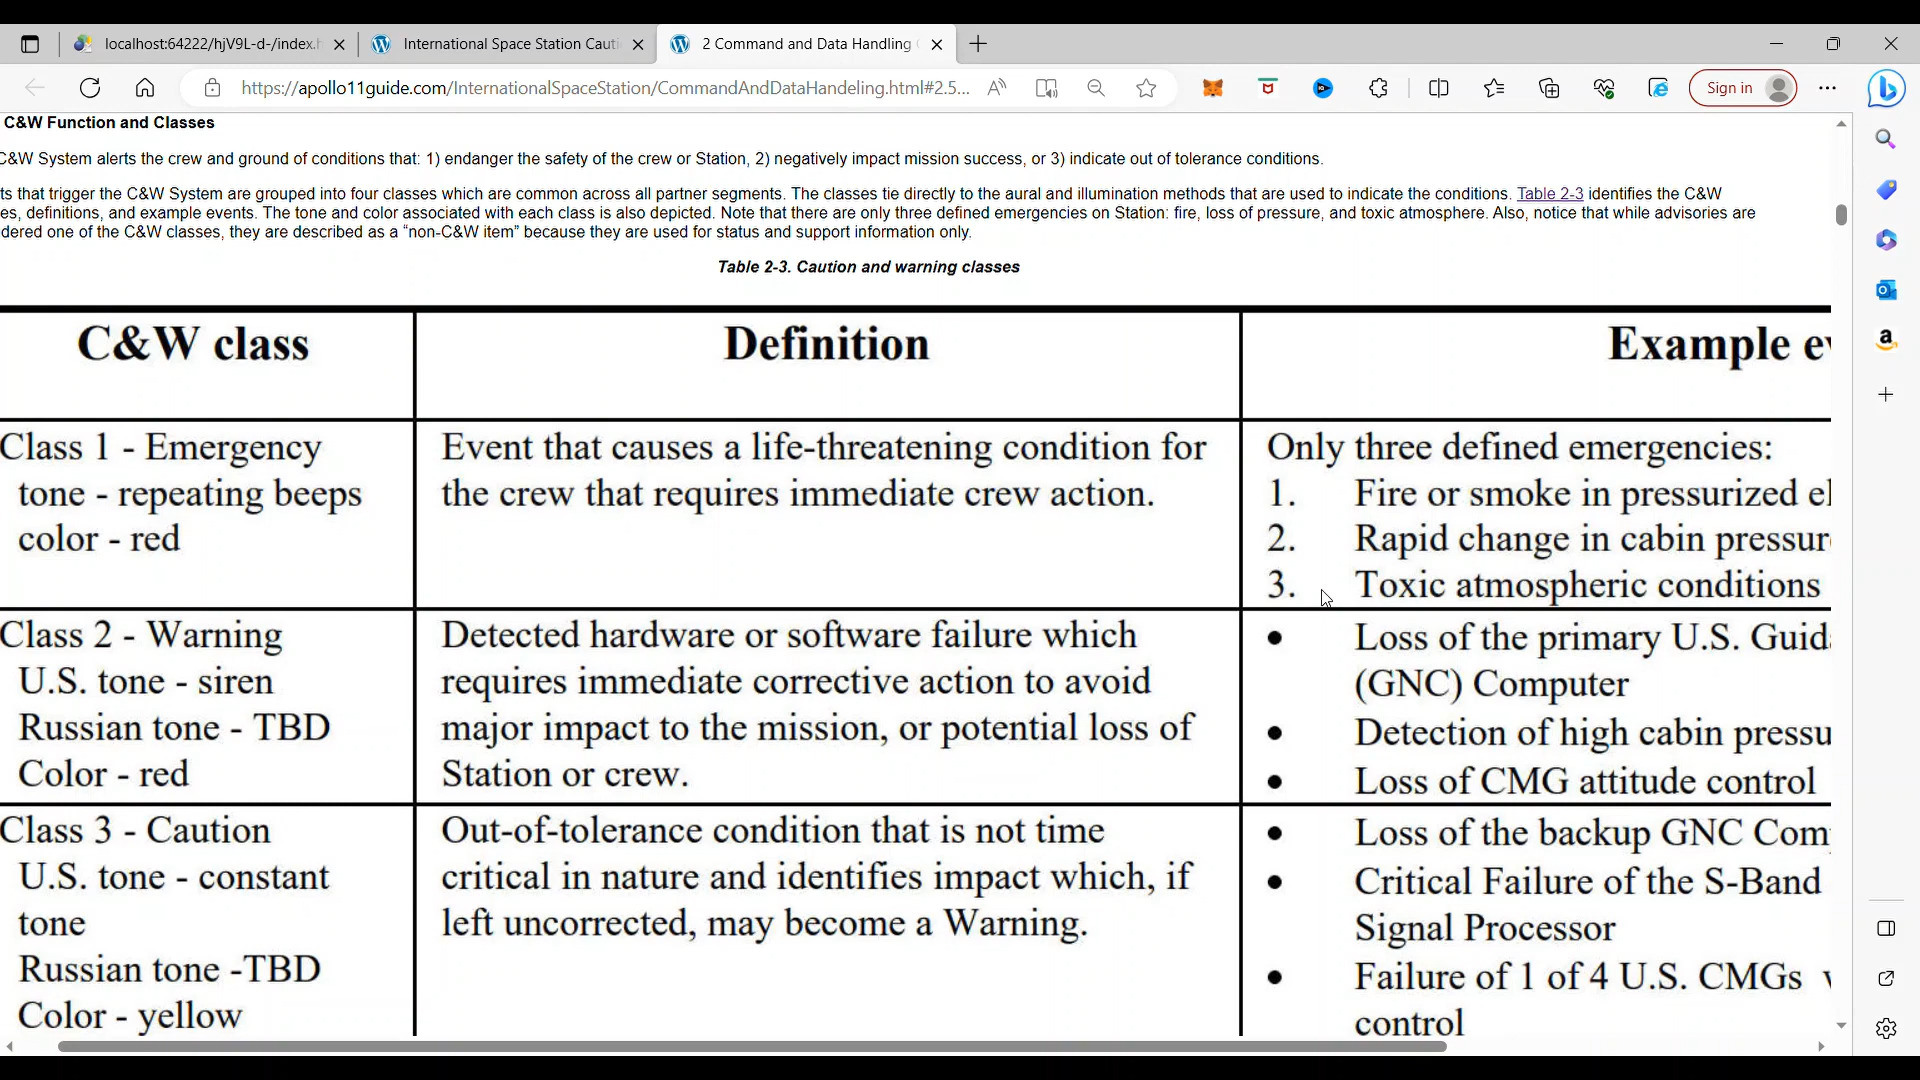 localhost:64222/hjV9L-d-/index.h
International Space Station Cauti
2 Command and Data Handling
https://apollo11guide.com/InternationalSpaceStation/CommandAndDataHandeling.html#2.5...
Sign in
C&W Function and Classes
C&W System alerts the crew and ground of conditions that: 1) endanger the safety of the crew or Station, 2) negatively impact mission success, or 3) indicate out of tolerance conditions.
ts that trigger the C&W System are grouped into four classes which are common across all partner segments. The classes tie directly to the aural and illumination methods that are used to indicate the conditions. Table 2-3 identifies the C&W
es, definitions, and example events. The tone and color associated with each class is also depicted. Note that there are only three defined emergencies on Station: fire, loss of pressure, and toxic atmosphere. Also, notice that while advisories are
dered one of the C&W classes, they are described as a “non-C&W item” because they are used for status and support information only.
Table 2-3. Caution and warning classes
C&W class
Definition
Example ev
Class 1 - Emergency
tone - repeating beeps
color - red
Event that causes a life-threatening condition for
the crew that requires immediate crew action.
Only three defined emergencies:
1. Fire or smoke in pressurized el
2. Rapid change in cabin pressur
3. Toxic atmospheric conditions
Class 2 - Warning
U.S. tone - siren
Russian tone - TBD
Color - red
Detected hardware or software failure which
requires immediate corrective action to avoid
major impact to the mission, or potential loss of
Station or crew.
• Loss of the primary U.S. Guid
(GNC) Computer
• Detection of high cabin pressu
• Loss of CMG attitude control
Class 3 - Caution
U.S. tone - constant
tone
Russian tone -TBD
Color - yellow
Out-of-tolerance condition that is not time
critical in nature and identifies impact which, if
left uncorrected, may become a Warning.
• Loss of the backup GNC Com
• Critical Failure of the S-Band
Signal Processor
• Failure of 1 of 4 U.S. CMGs
control